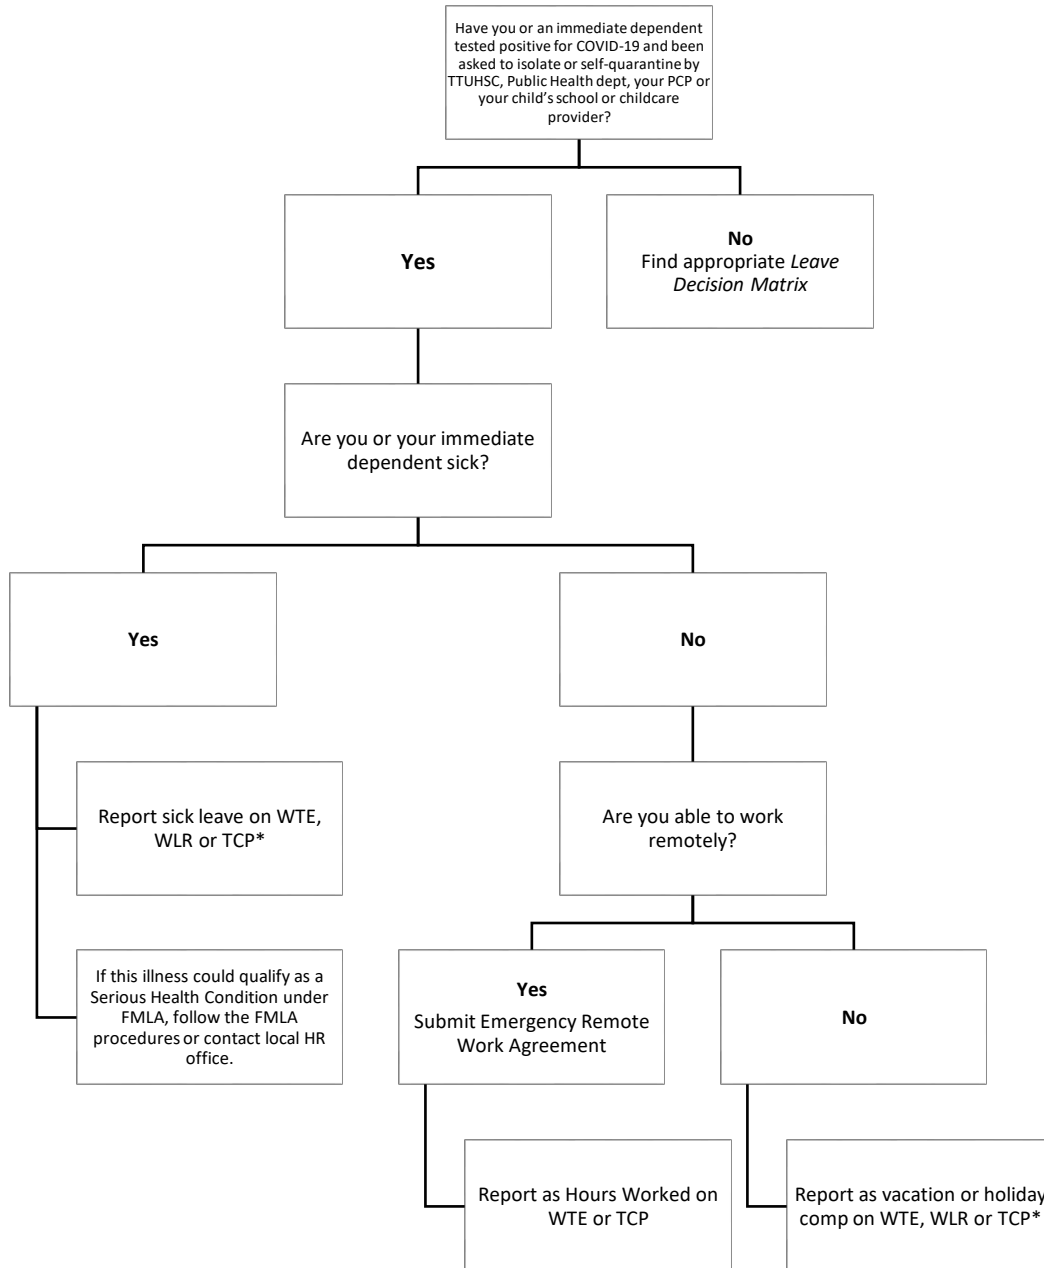 Have you or an immediate dependent
tested positive for COVID-19 and been
asked to isolate or self-quarantine by
TTUHSC, Public Health dept, your PCP or
your child's school or childcare
provider?
Yes
No
Find appropriate Leave
Decision Matrix
Are you or your immediate
dependent sick?
Yes
No
Report sick leave on WTE,
WLR or TCP*
Are you able to work
remotely?
If this illness could qualify as a
Serious Health Condition under
FMLA, follow the FMLA
procedures or contact local HR
office.
Yes
Submit Emergency Remote
Work Agreement
No
Report as Hours Worked on
WTE or TCP
Report as vacation or holiday
comp on WTE, WLR or TCP*